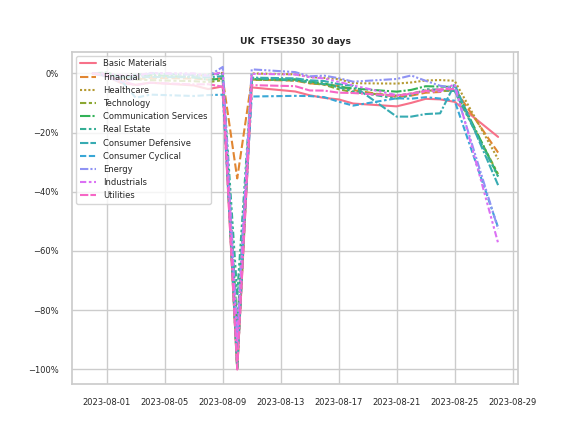 UK FTSE350 30 days
0%
−20%
−40%
−60%
−80%
−100%
Basic Materials
Financial
Healthcare
Technology
Communication Services
Real Estate
Consumer Defensive
Consumer Cyclical
Energy
Industrials
Utilities
2023-08-01 2023-08-05 2023-08-09 2023-08-13 2023-08-17 2023-08-21 2023-08-25 2023-08-29